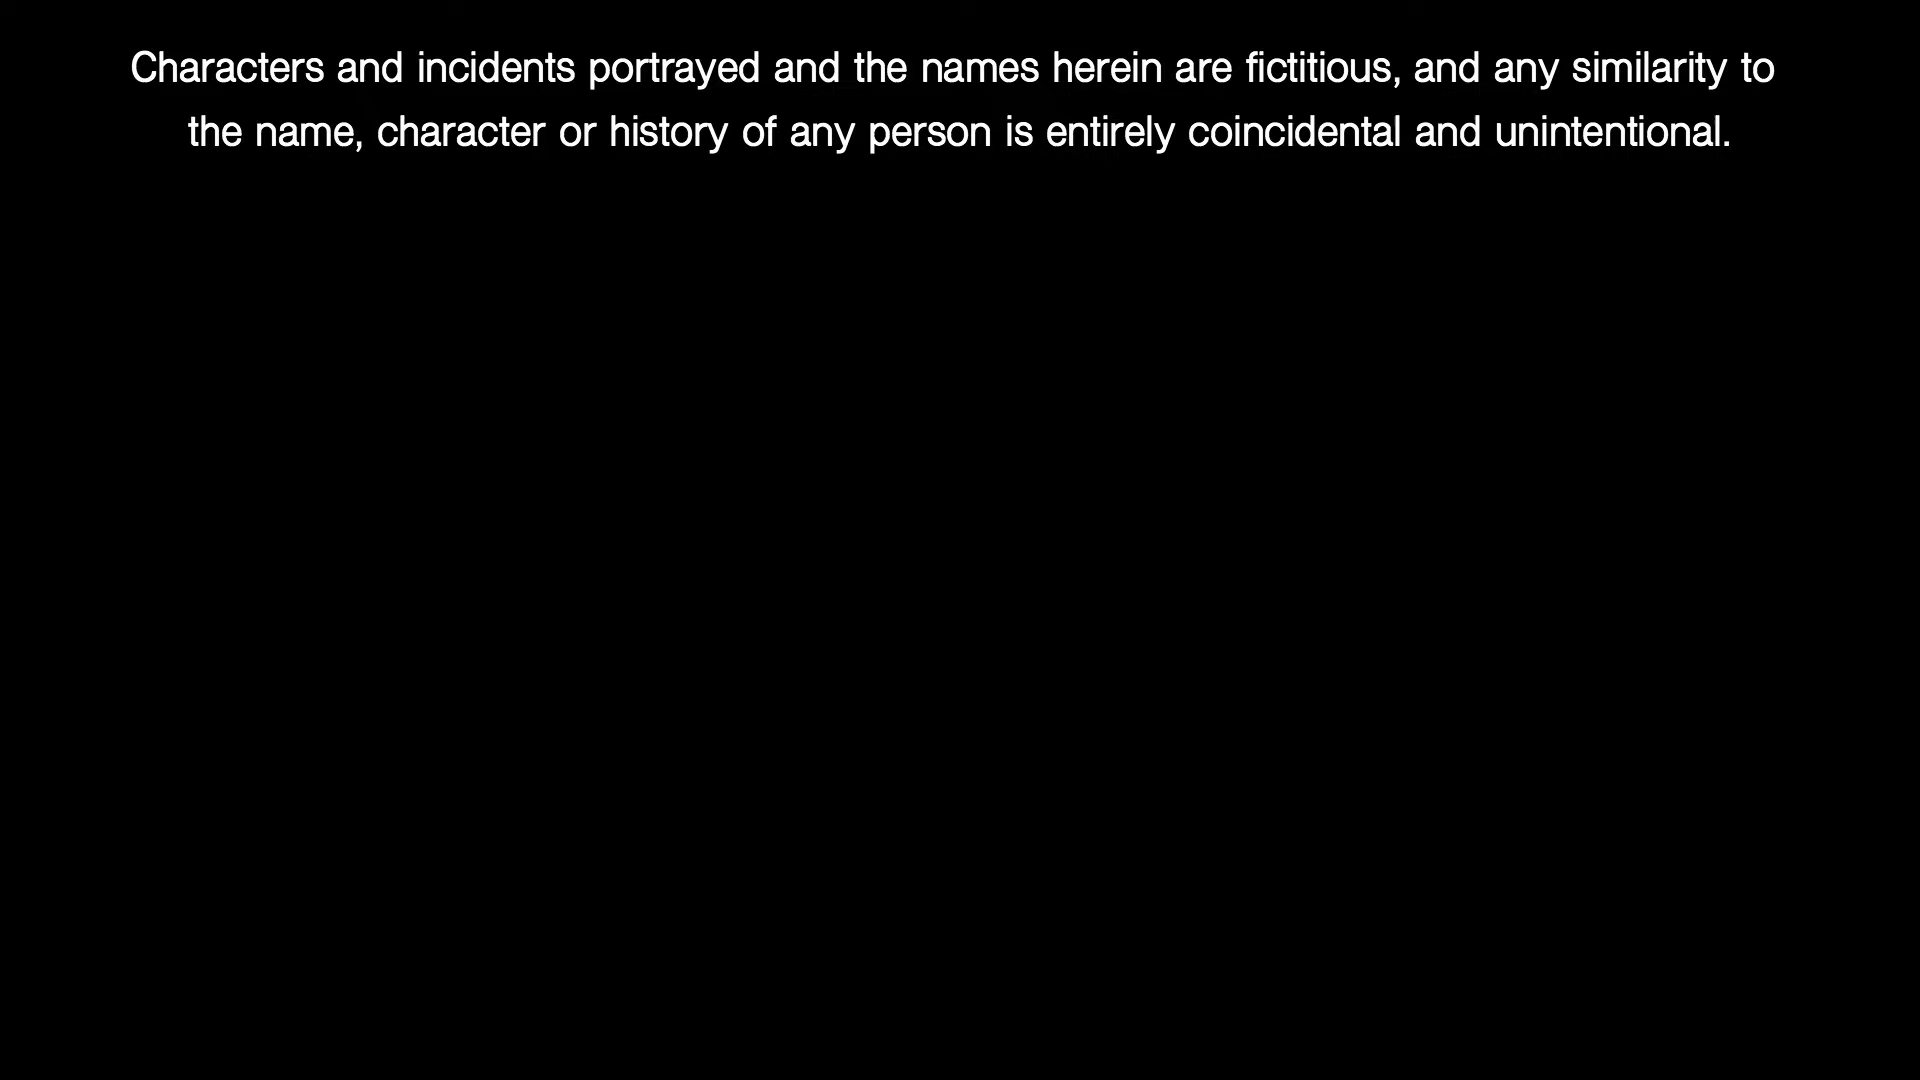 Characters and incidents portrayed and the names herein are fictitious, and any similarity to
the name, character or history of any person is entirely coincidental and unintentional.